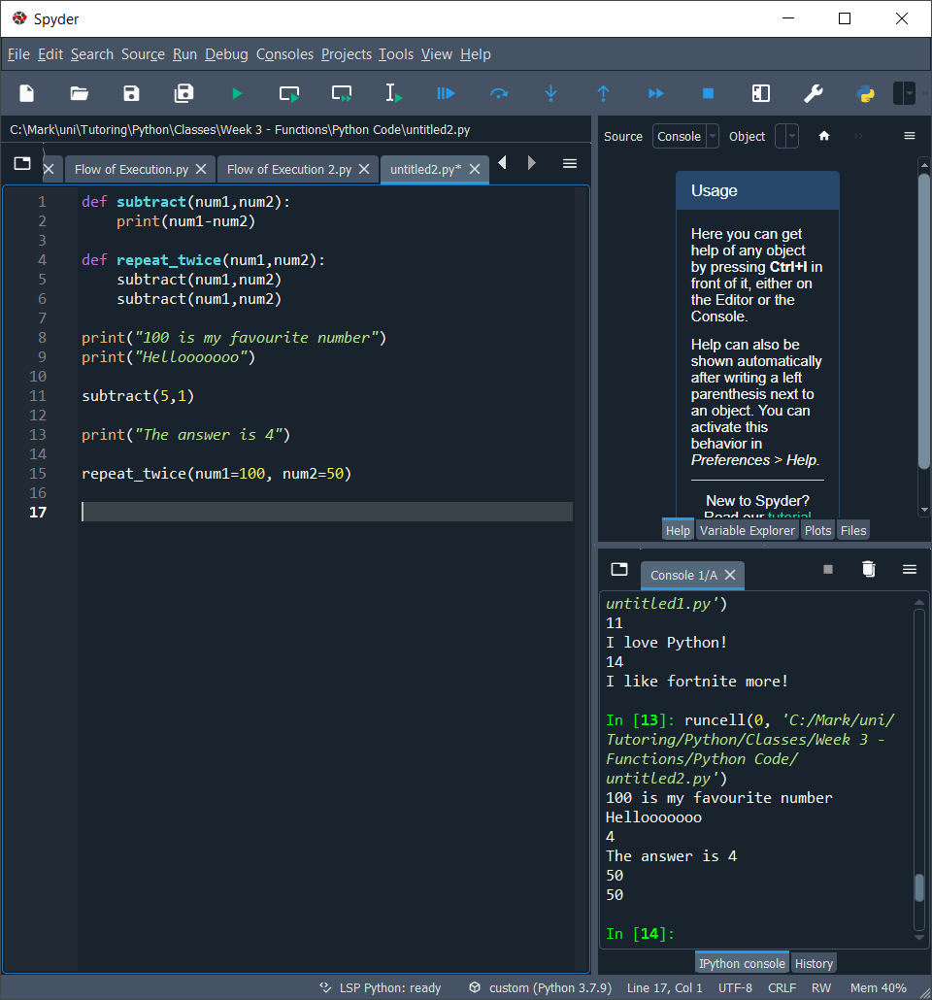 Spyder
File Edit Search Source Run Debug Consoles Projects Tools View Help
C:\Mark\uni\Tutoring\Python\Classes\Week 3 - Functions\Python Code\untitled2.py
Flow of Execution.py Flow of Execution 2.py untitled2.py*
1 def subtract(num1,num2):
2 print(num1-num2)
3
4 def repeat_twice(num1,num2):
5 subtract(num1,num2)
6 subtract(num1,num2)
7
8 print("100 is my favourite number")
9 print("Hellooooooo")
10
11 subtract(5,1)
12
13 print("The answer is 4")
14
15 repeat_twice(num1=100, num2=50)
16
17
Source Console Object
Usage
Here you can get
help of any object
by pressing Ctrl+I in
front of it, either on
the Editor or the
Console.
Help can also be
shown automatically
after writing a left
parenthesis next to
an object. You can
activate this
behavior in
Preferences > Help.
New to Spyder?
Read our tutorial
Help Variable Explorer Plots Files
Console 1/A
untitled1.py')
11
I love Python!
14
I like fortnite more!
In [13]: runcell(0, 'C:/Mark/uni/
Tutoring/Python/Classes/Week 3 -
Functions/Python Code/
untitled2.py')
100 is my favourite number
Hellooooooo
4
The answer is 4
50
50
In [14]:
IPython console History
LSP Python: ready custom (Python 3.7.9) Line 17, Col 1 UTF-8 CRLF RW Mem 40%